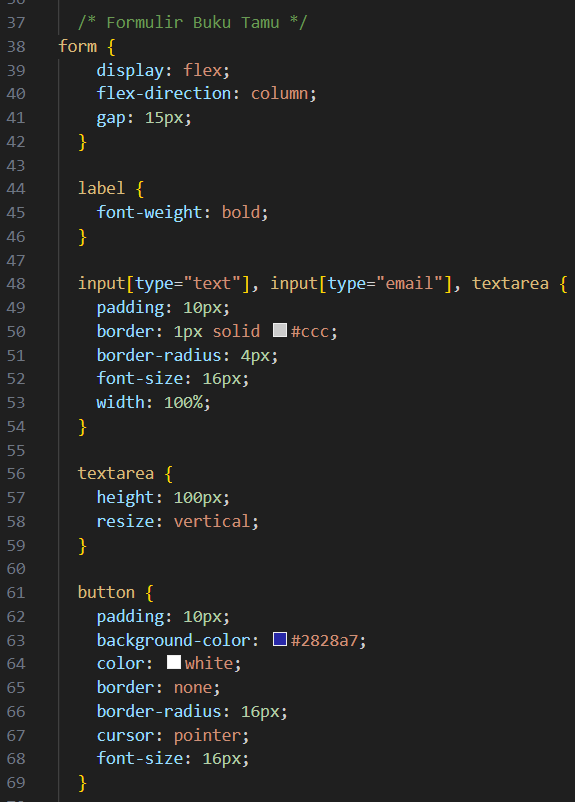 37 /* Formulir Buku Tamu */
38 form {
39 display: flex;
40 flex-direction: column;
41 gap: 15px;
42 }
43
44 label {
45 font-weight: bold;
46 }
47
48 input[type="text"], input[type="email"], textarea {
49 padding: 10px;
50 border: 1px solid #ccc;
51 border-radius: 4px;
52 font-size: 16px;
53 width: 100%;
54 }
55
56 textarea {
57 height: 100px;
58 resize: vertical;
59 }
60
61 button {
62 padding: 10px;
63 background-color: #2828a7;
64 color: white;
65 border: none;
66 border-radius: 16px;
67 cursor: pointer;
68 font-size: 16px;
69 }